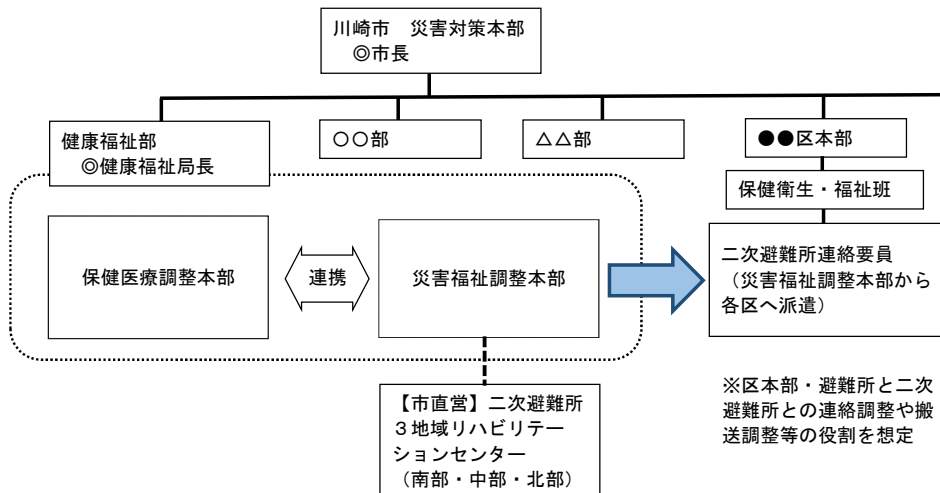 川崎市　災害対策本部
◎市長
健康福祉部
◎健康福祉局長
〇〇部
△△部
●●区本部
保健衛生・福祉班
保健医療調整本部
連携
災害福祉調整本部
二次避難所連絡要員
（災害福祉調整本部から
各区へ派遣）
【市直営】二次避難所
３地域リハビリテー
ションセンター
（南部・中部・北部）
※区本部・避難所と二次
避難所との連絡調整や搬
送調整等の役割を想定